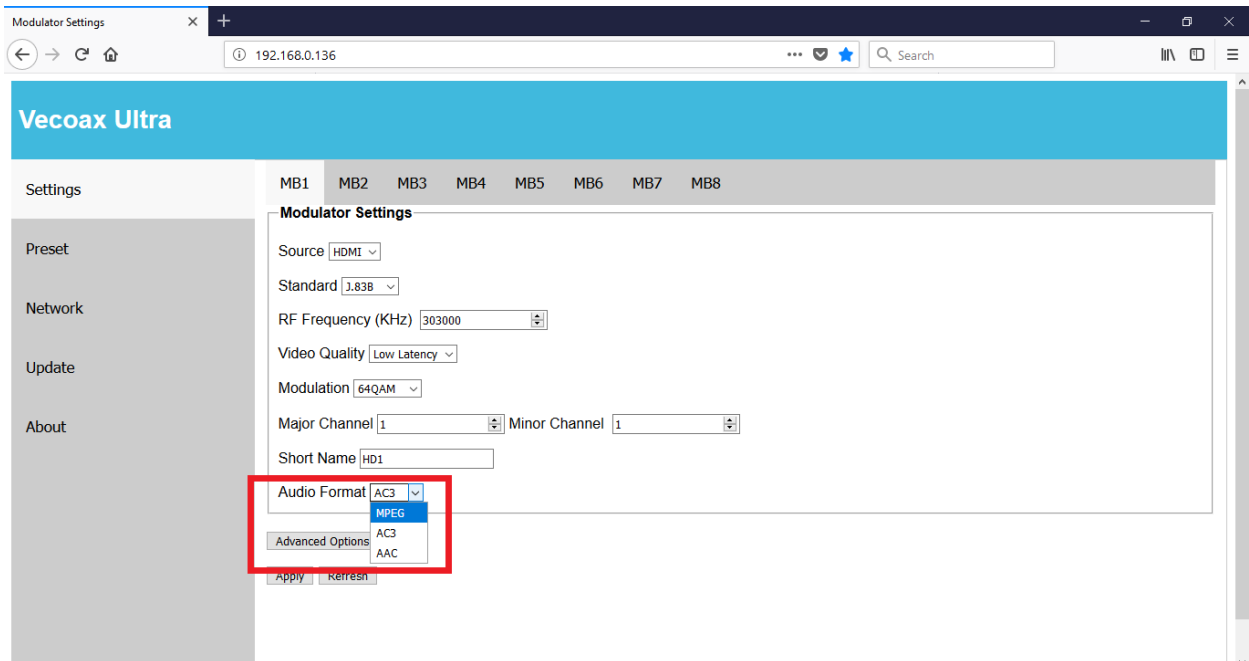 Modulator Settings
192.168.0.136
Search
Vecoax Ultra
Settings
Preset
Network
Update
About
MB1 MB2 MB3 MB4 MB5 MB6 MB7 MB8
Modulator Settings
Source HDMI
Standard J.83B
RF Frequency (KHz) 303000
Video Quality Low Latency
Modulation 64QAM
Major Channel 1 Minor Channel 1
Short Name HD1
Audio Format AC3
MPEG
AC3
AAC
Advanced Options
Apply Refresh